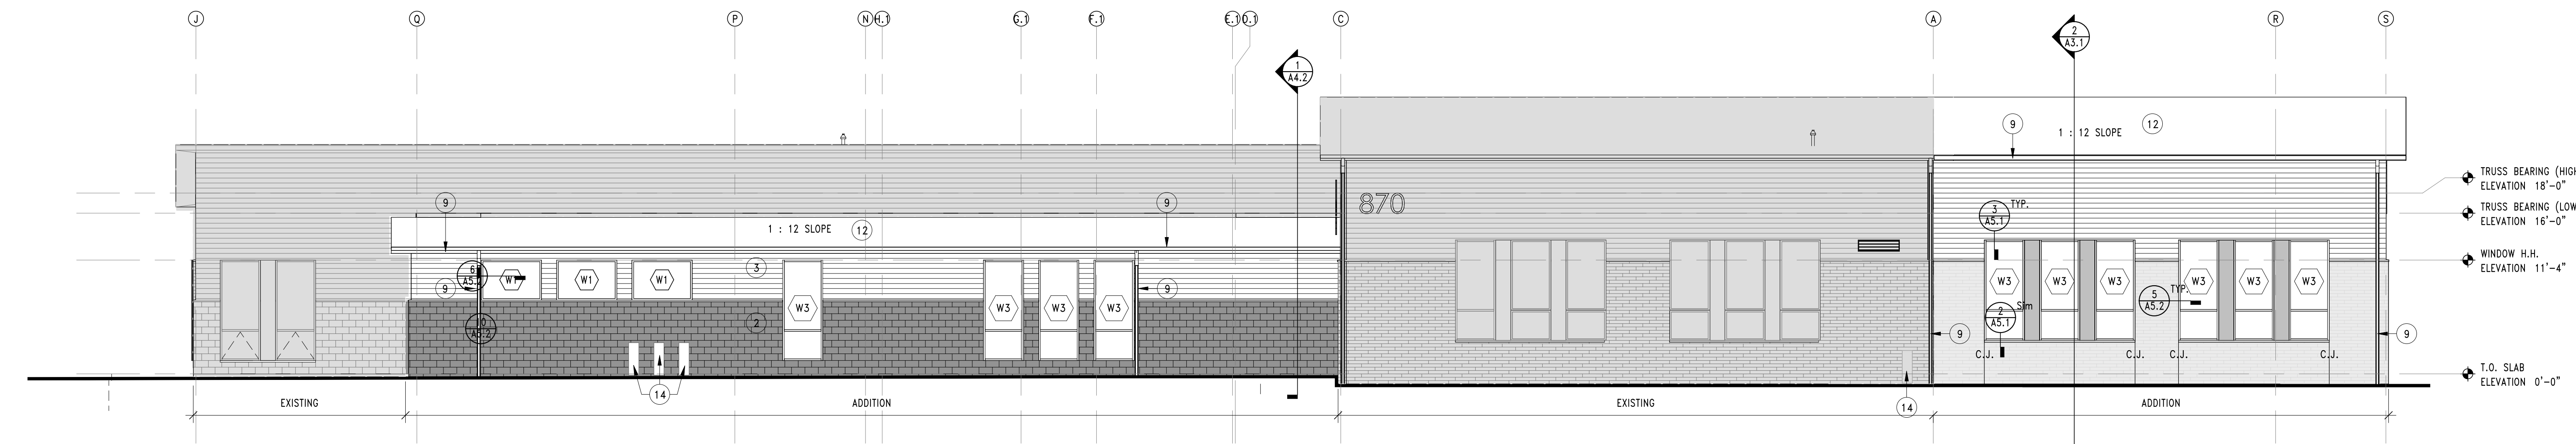 J Q P N H.1 G.1 F.1 E.1 D.1 C A R S
2
A3.1
1
A4.2
9
1 : 12 SLOPE 12
TRUSS BEARING (HIGH
ELEVATION 18'-0"
870
9
9
3
A5.1
TYP.
TRUSS BEARING (LOW
ELEVATION 16'-0"
1 : 12 SLOPE 12
WINDOW H.H.
ELEVATION 11'-4"
6
A5.2
W1 W1 W1
3
9
9
W3 W3 W3 W3
W3 W3 W3 W3 W3 W3
5
A5.2
TYP.
2
A5.1
Sim
10
A5.2
2
9
9
C.J. C.J. C.J. C.J.
T.O. SLAB
ELEVATION 0'-0"
14
14
EXISTING ADDITION EXISTING ADDITION